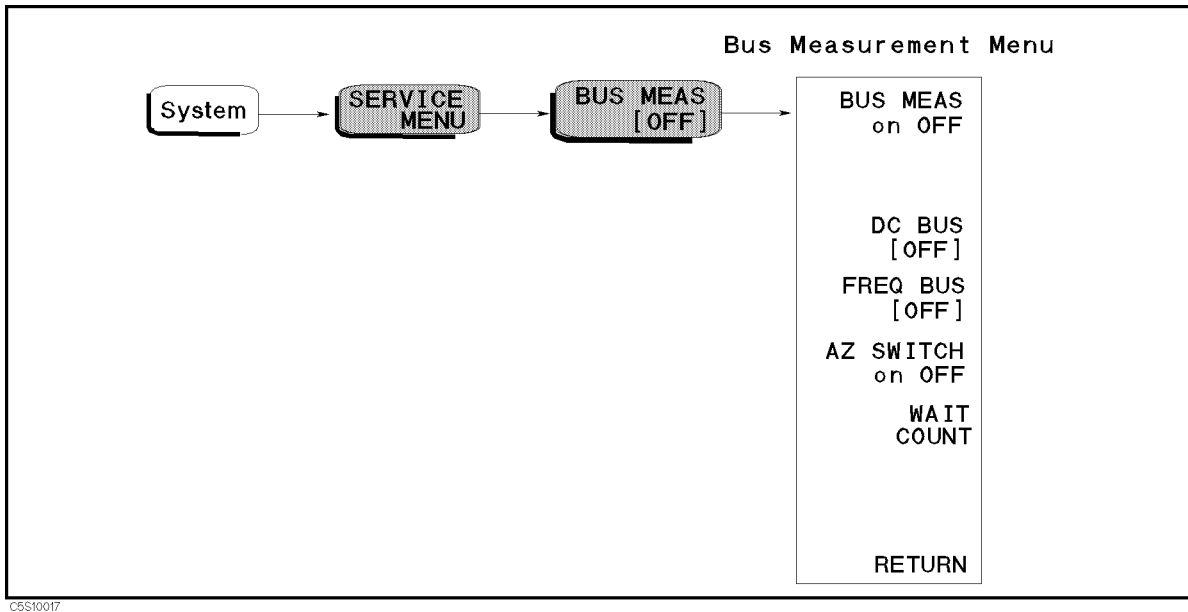 Bus Measurement Menu
System
SERVICE
MENU
BUS MEAS
[OFF]
BUS MEAS
on OFF
DC BUS
[OFF]
FREQ BUS
[OFF]
AZ SWITCH
on OFF
WAIT
COUNT
RETURN
C5S10017